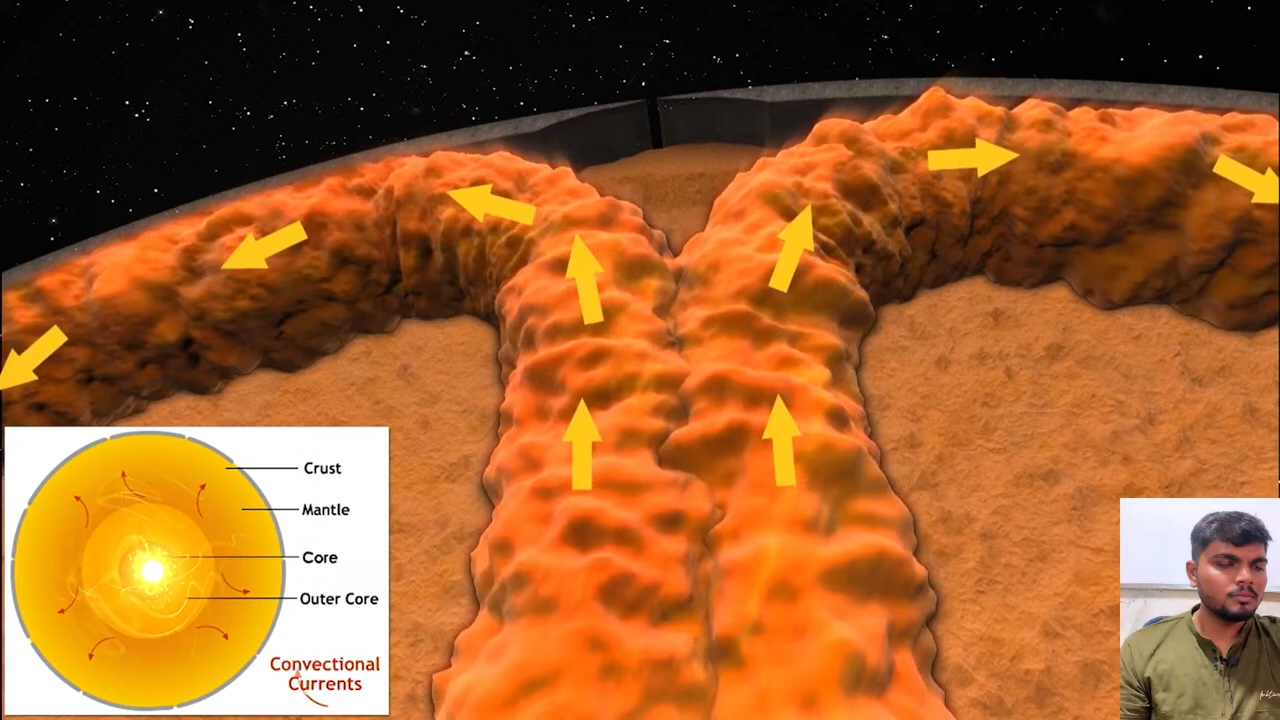 Crust
Mantle
Core
Outer Core
Convectional
Currents